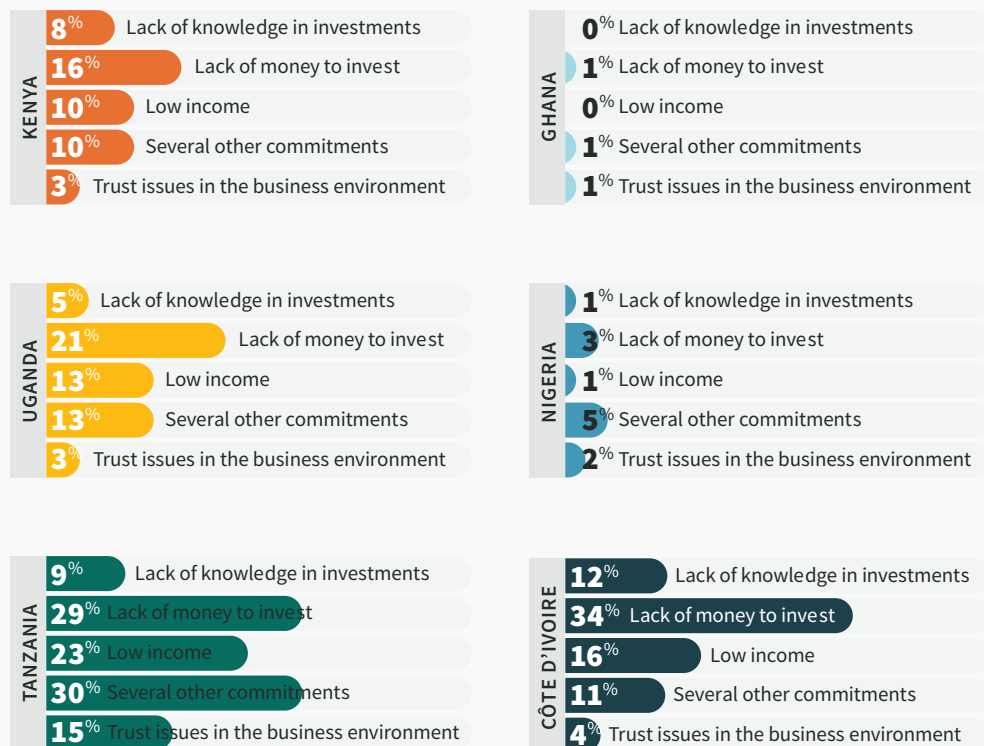 KENYA
8% Lack of knowledge in investments
16% Lack of money to invest
10% Low income
10% Several other commitments
3% Trust issues in the business environment
GHANA
0% Lack of knowledge in investments
1% Lack of money to invest
0% Low income
1% Several other commitments
1% Trust issues in the business environment
UGANDA
5% Lack of knowledge in investments
21% Lack of money to invest
13% Low income
13% Several other commitments
3% Trust issues in the business environment
NIGERIA
1% Lack of knowledge in investments
3% Lack of money to invest
1% Low income
5% Several other commitments
2% Trust issues in the business environment
TANZANIA
9% Lack of knowledge in investments
29% Lack of money to invest
23% Low income
30% Several other commitments
15% Trust issues in the business environment
CÔTE D'IVOIRE
12% Lack of knowledge in investments
34% Lack of money to invest
16% Low income
11% Several other commitments
4% Trust issues in the business environment